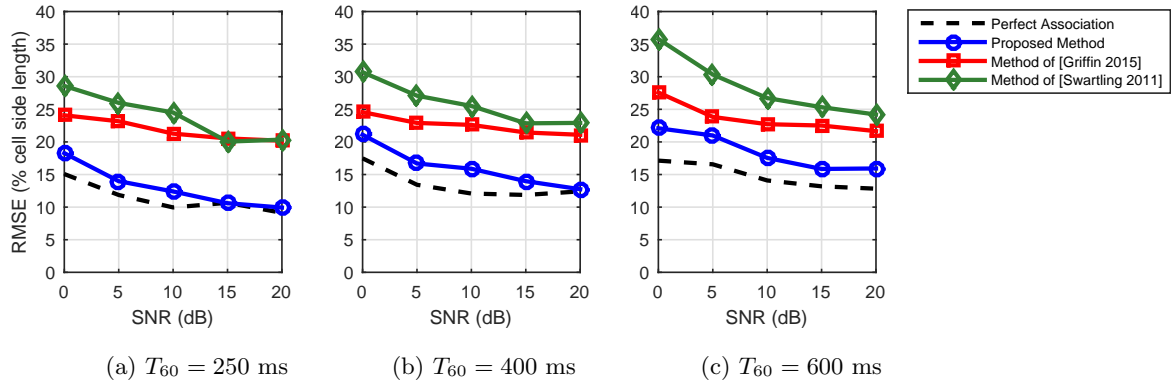 RMSE (% cell side length)
40
35
30
25
20
15
10
5
0
0 5 10 15 20
SNR (dB)
(a) T60 = 250 ms
40
35
30
25
20
15
10
5
0
0 5 10 15 20
SNR (dB)
(b) T60 = 400 ms
40
35
30
25
20
15
10
5
0
0 5 10 15 20
SNR (dB)
(c) T60 = 600 ms
Perfect Association
Proposed Method
Method of [Griffin 2015]
Method of [Swartling 2011]